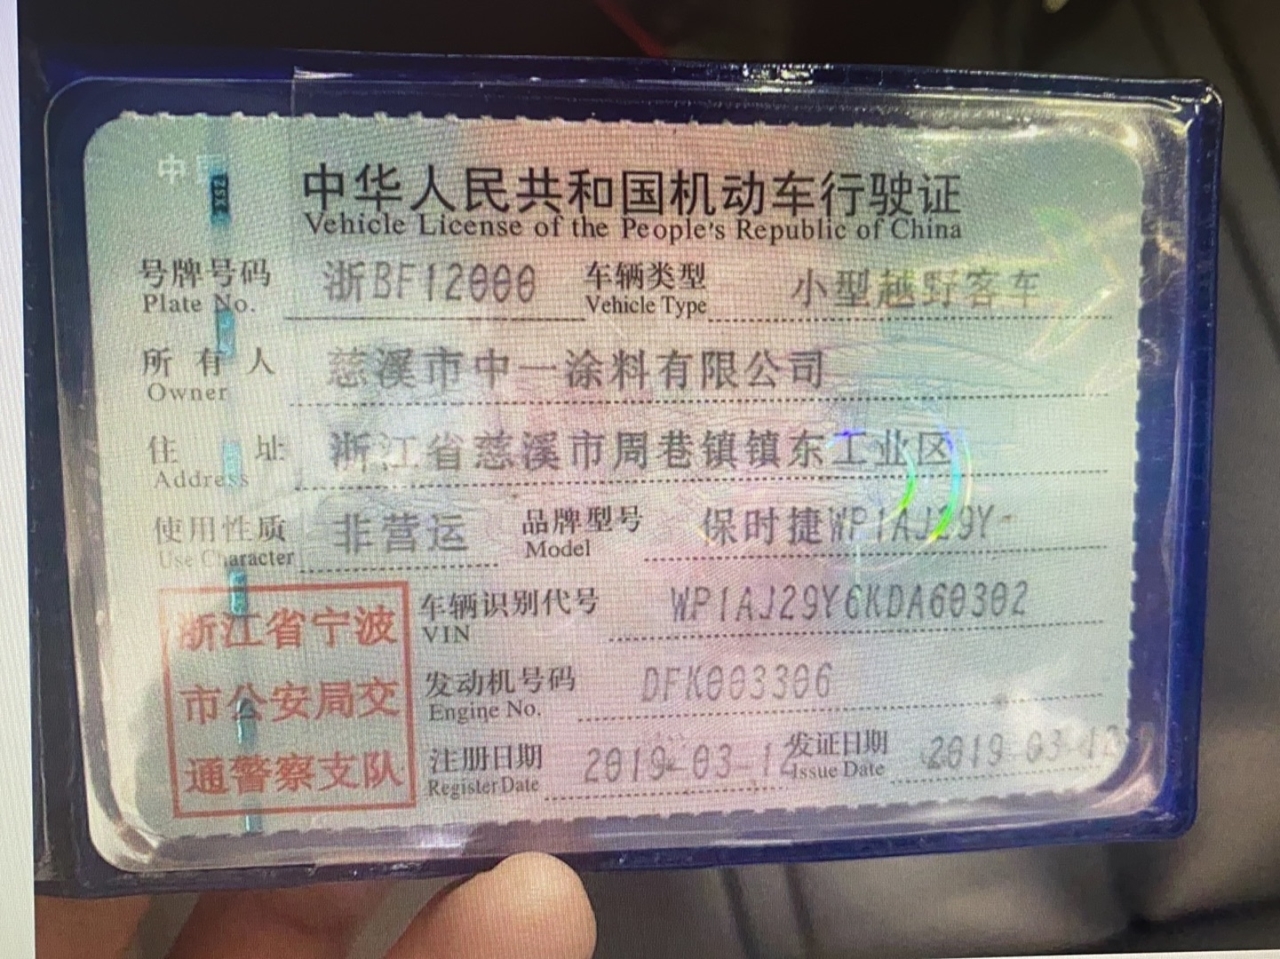 中华人民共和国机动车行驶证
Vehicle License of the People's Republic of China
号牌号码 浙BF12000 车辆类型 小型越野客车
Plate No. Vehicle Type
所有人 慈溪市中一涂料有限公司
Owner
住址 浙江省慈溪市周巷镇镇东工业区
Address
使用性质 非营运 品牌型号 保时捷WP1AJ29Y
Use Character Model
浙江省宁波
市公安局交
通警察支队
车辆识别代号 WP1AJ29Y6KDA60302
VIN
发动机号码 DFK003306
Engine No.
注册日期 2019-03-12 发证日期 2019-03-12
Register Date Issue Date